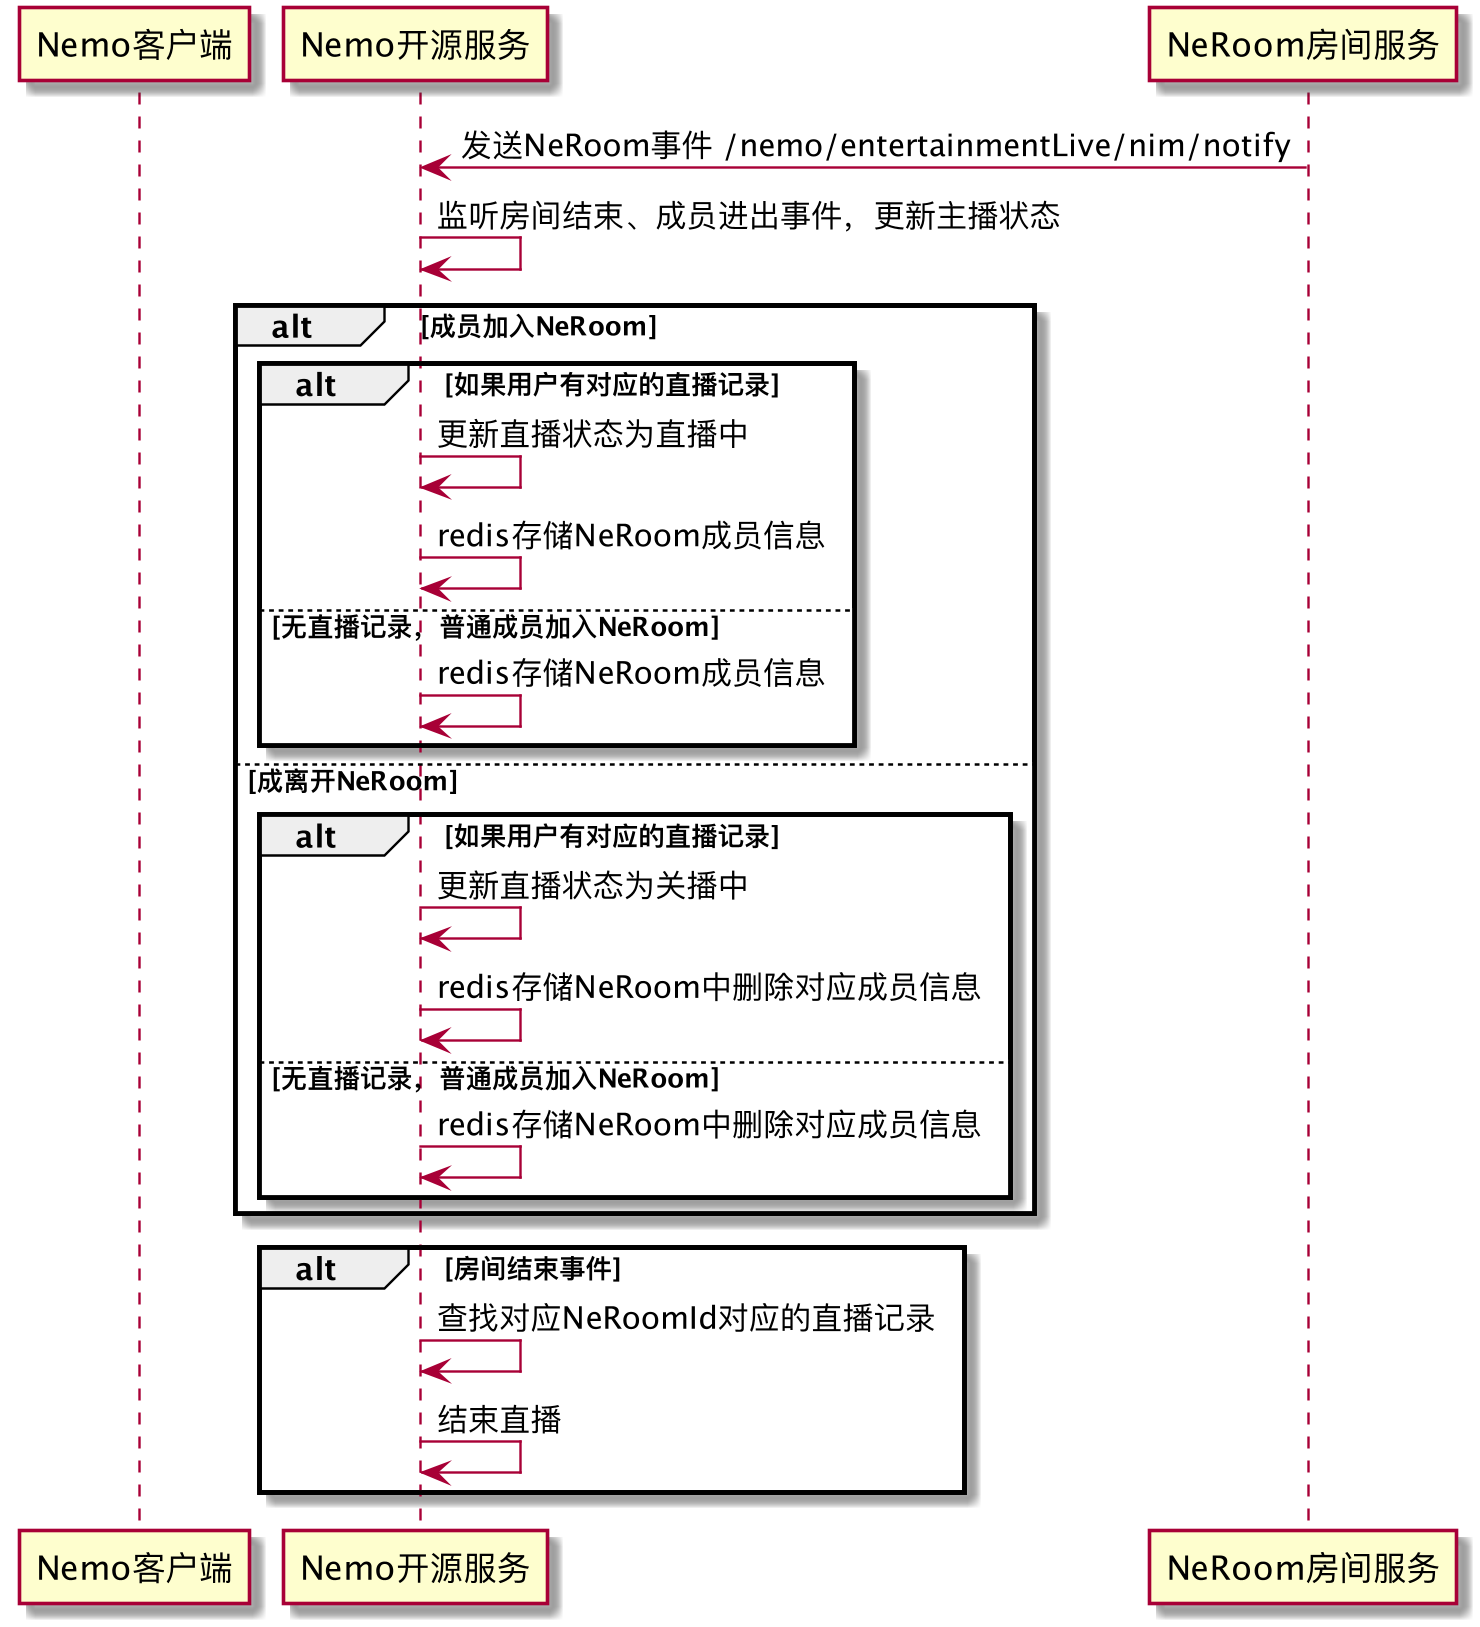 Nemo客户端
Nemo开源服务
NeRoom房间服务
发送NeRoom事件 /nemo/entertainmentLive/nim/notify
监听房间结束、成员进出事件，更新主播状态
alt [成员加入NeRoom]
alt [如果用户有对应的直播记录]
更新直播状态为直播中
redis存储NeRoom成员信息
[无直播记录，普通成员加入NeRoom]
redis存储NeRoom成员信息
[成离开NeRoom]
alt [如果用户有对应的直播记录]
更新直播状态为关播中
redis存储NeRoom中删除对应成员信息
[无直播记录，普通成员加入NeRoom]
redis存储NeRoom中删除对应成员信息
alt [房间结束事件]
查找对应NeRoomId对应的直播记录
结束直播
Nemo客户端
Nemo开源服务
NeRoom房间服务